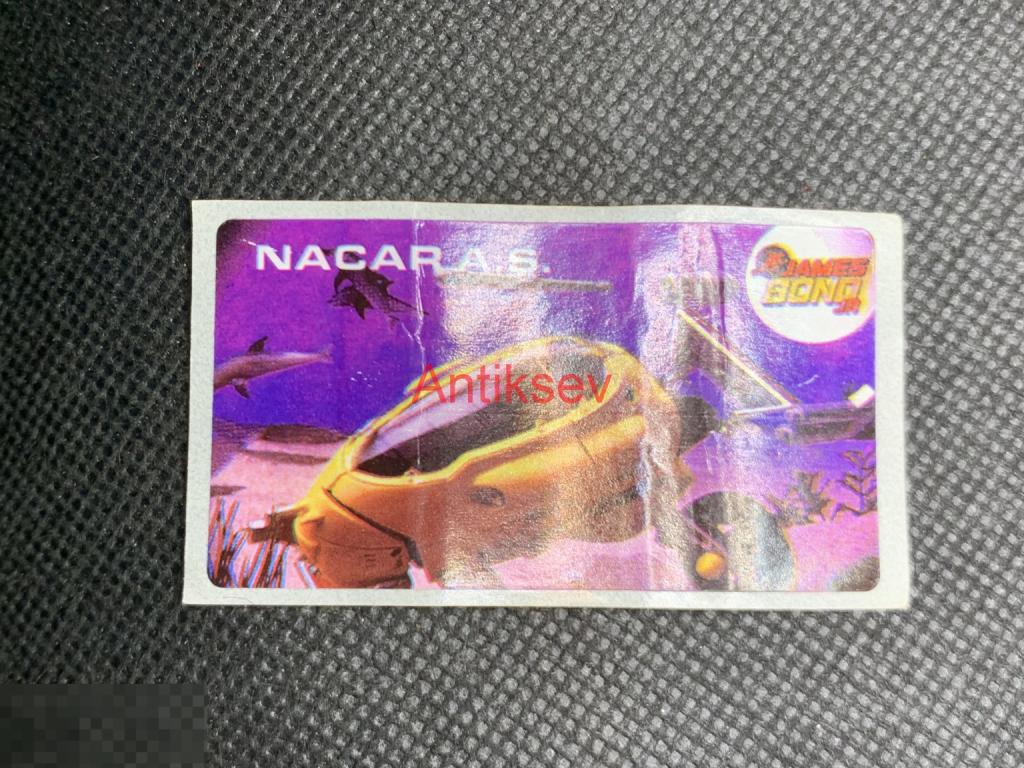 NACAR A.S.
JAMES
BOND
JR
Antiksev